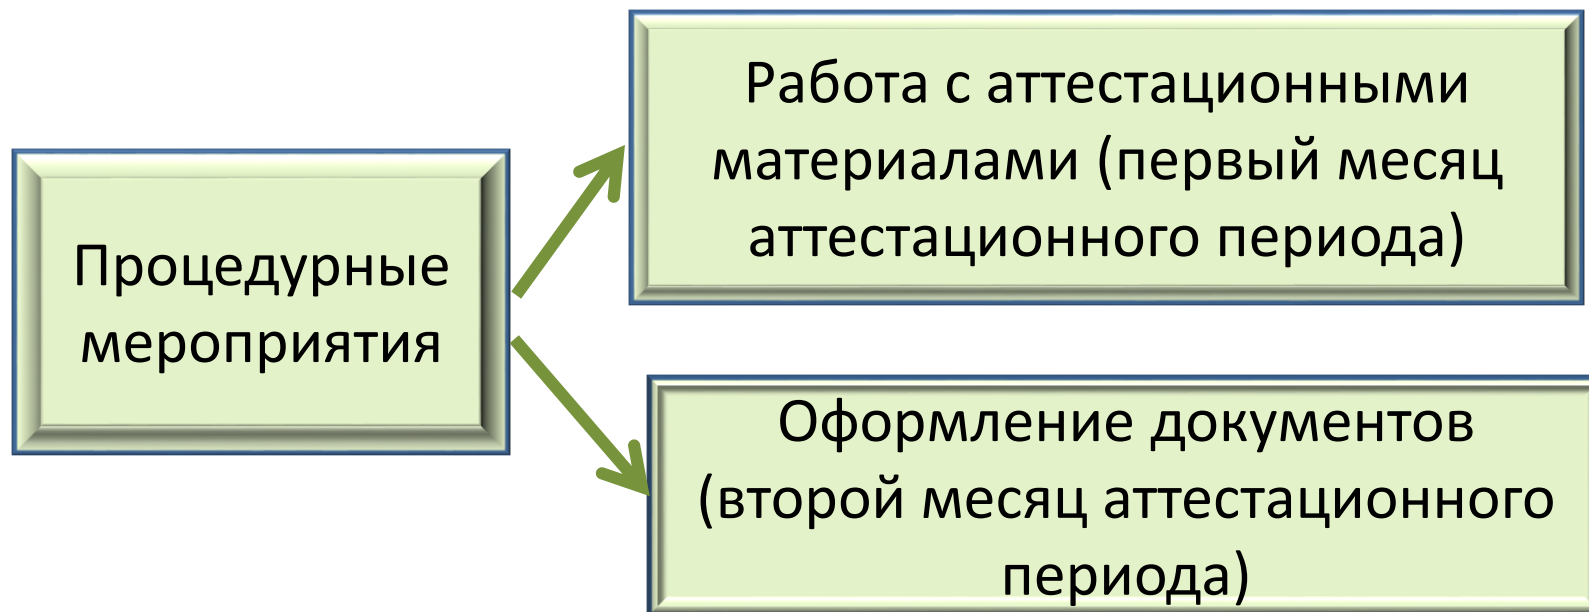 Процедурные
мероприятия
Работа с аттестационными
материалами (первый месяц
аттестационного периода)
Оформление документов
(второй месяц аттестационного
периода)